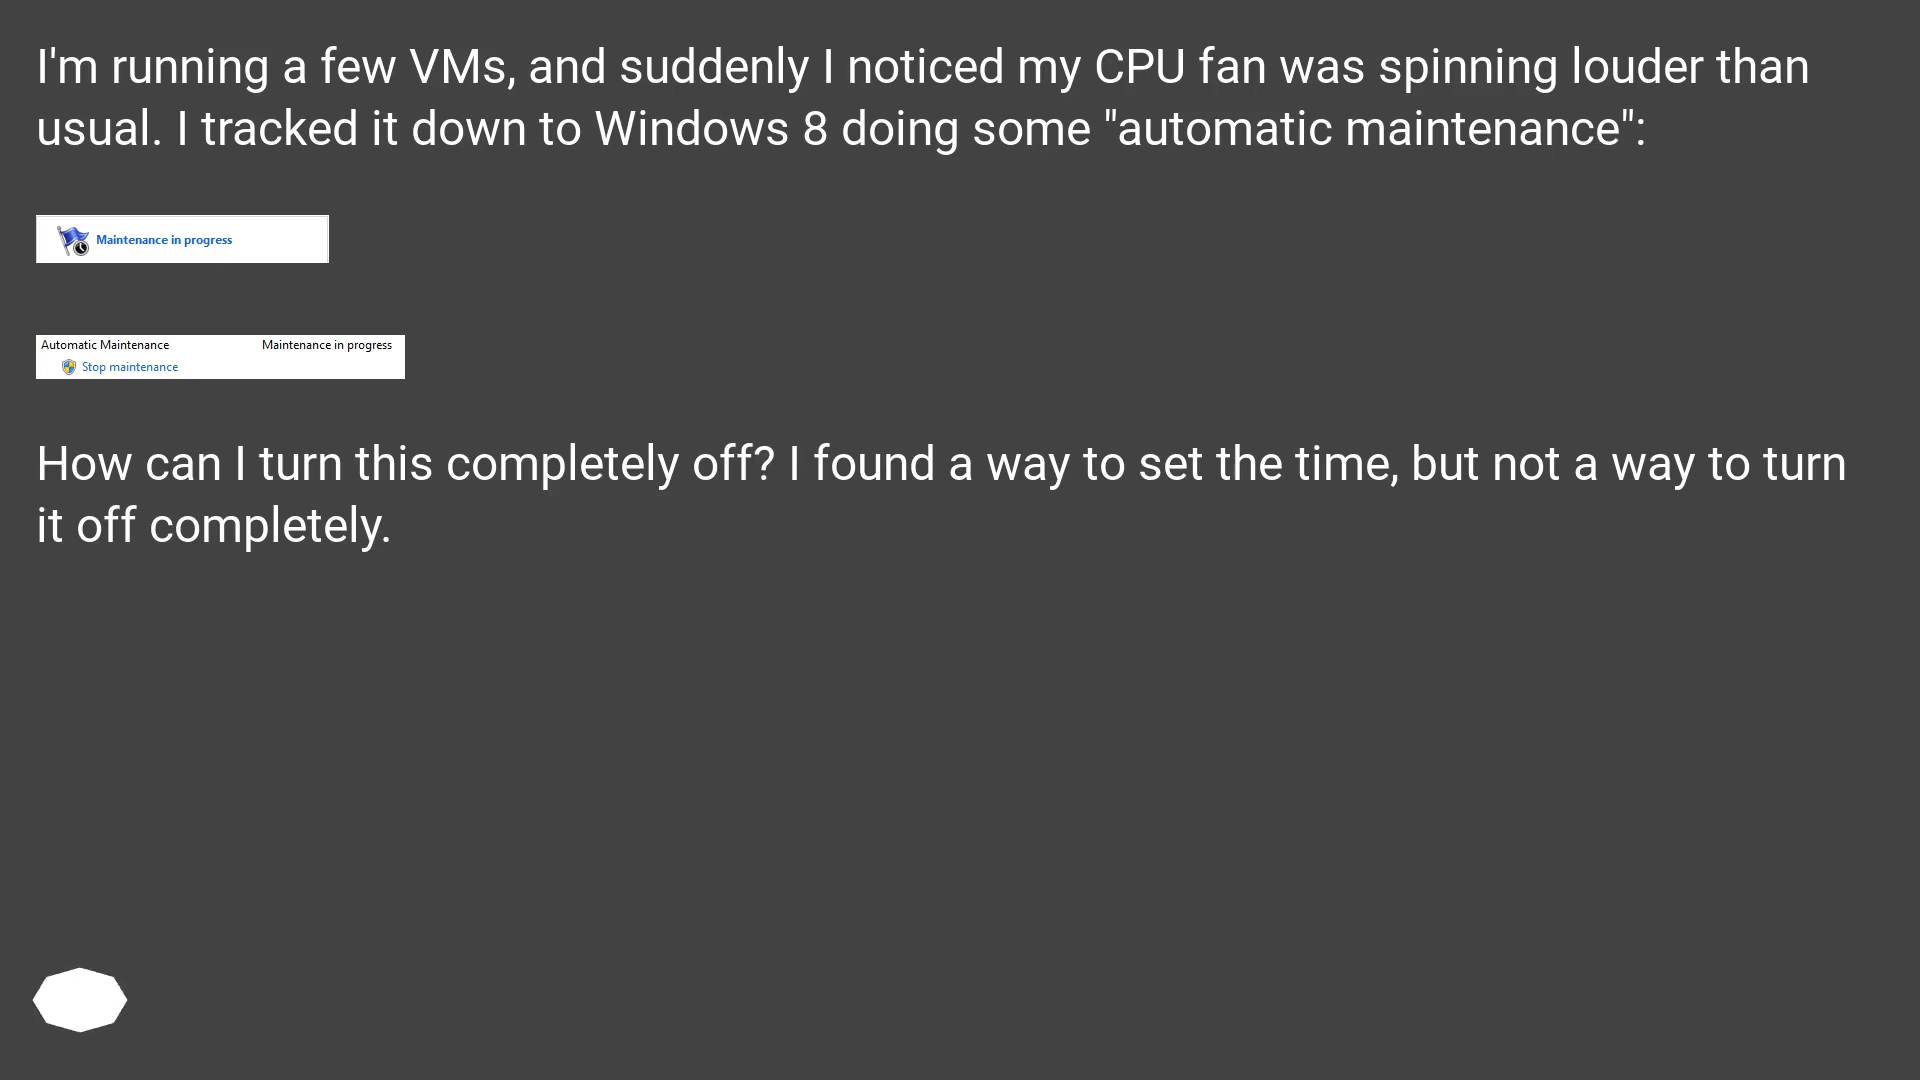 I'm running a few VMs, and suddenly I noticed my CPU fan was spinning louder than
usual. I tracked it down to Windows 8 doing some "automatic maintenance":
Maintenance in progress
Automatic Maintenance Maintenance in progress
Stop maintenance
How can I turn this completely off? I found a way to set the time, but not a way to turn
it off completely.